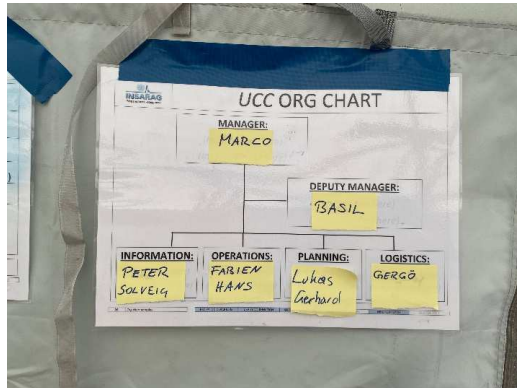 INSARAG
UCC ORG CHART
MANAGER:
MARCO
DEPUTY MANAGER:
BASIL
INFORMATION:
PETER
SOLVEIG
OPERATIONS:
FABIEN
HANS
PLANNING:
Lukas
Gerhard
LOGISTICS:
GERGÖ